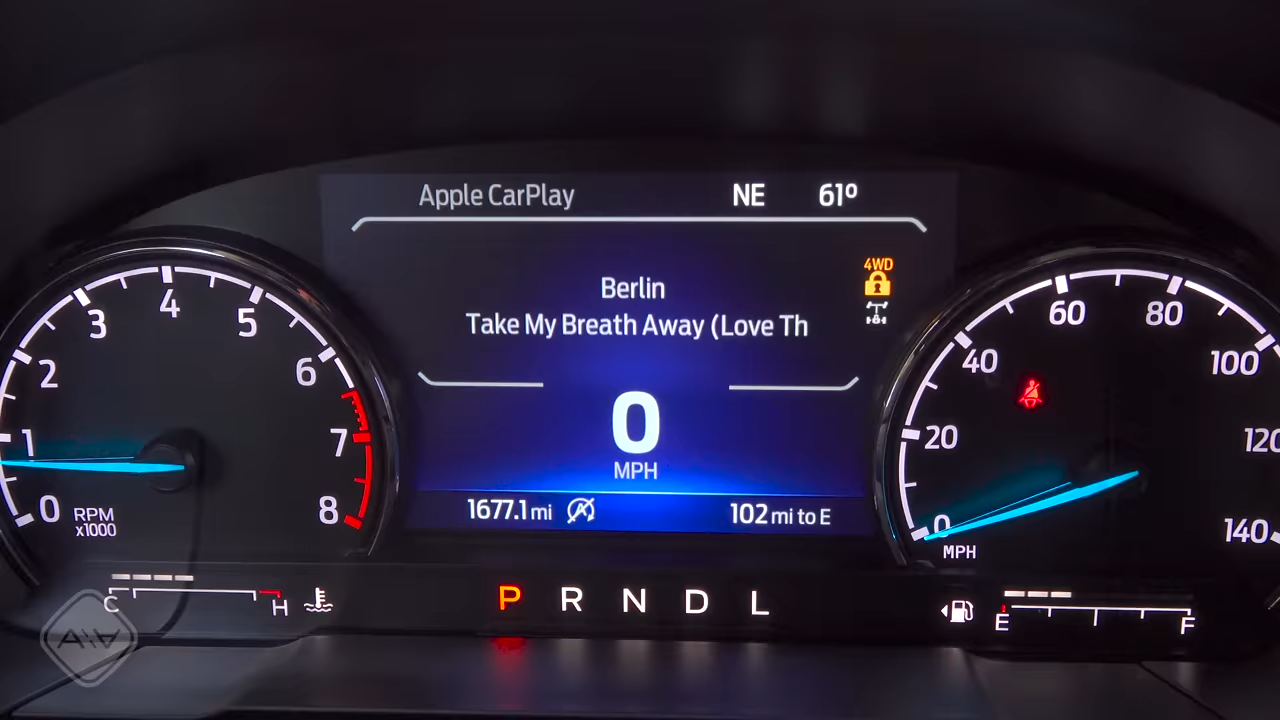 Apple CarPlay NE 61º
4WD
Berlin
Take My Breath Away (Love Th
0
MPH
1677.1 mi A 102 mi to E
0 1 2 3 4 5 6 7 8
RPM
x1000
0 20 40 60 80 100 120 140
MPH
C H
P R N D L
E F